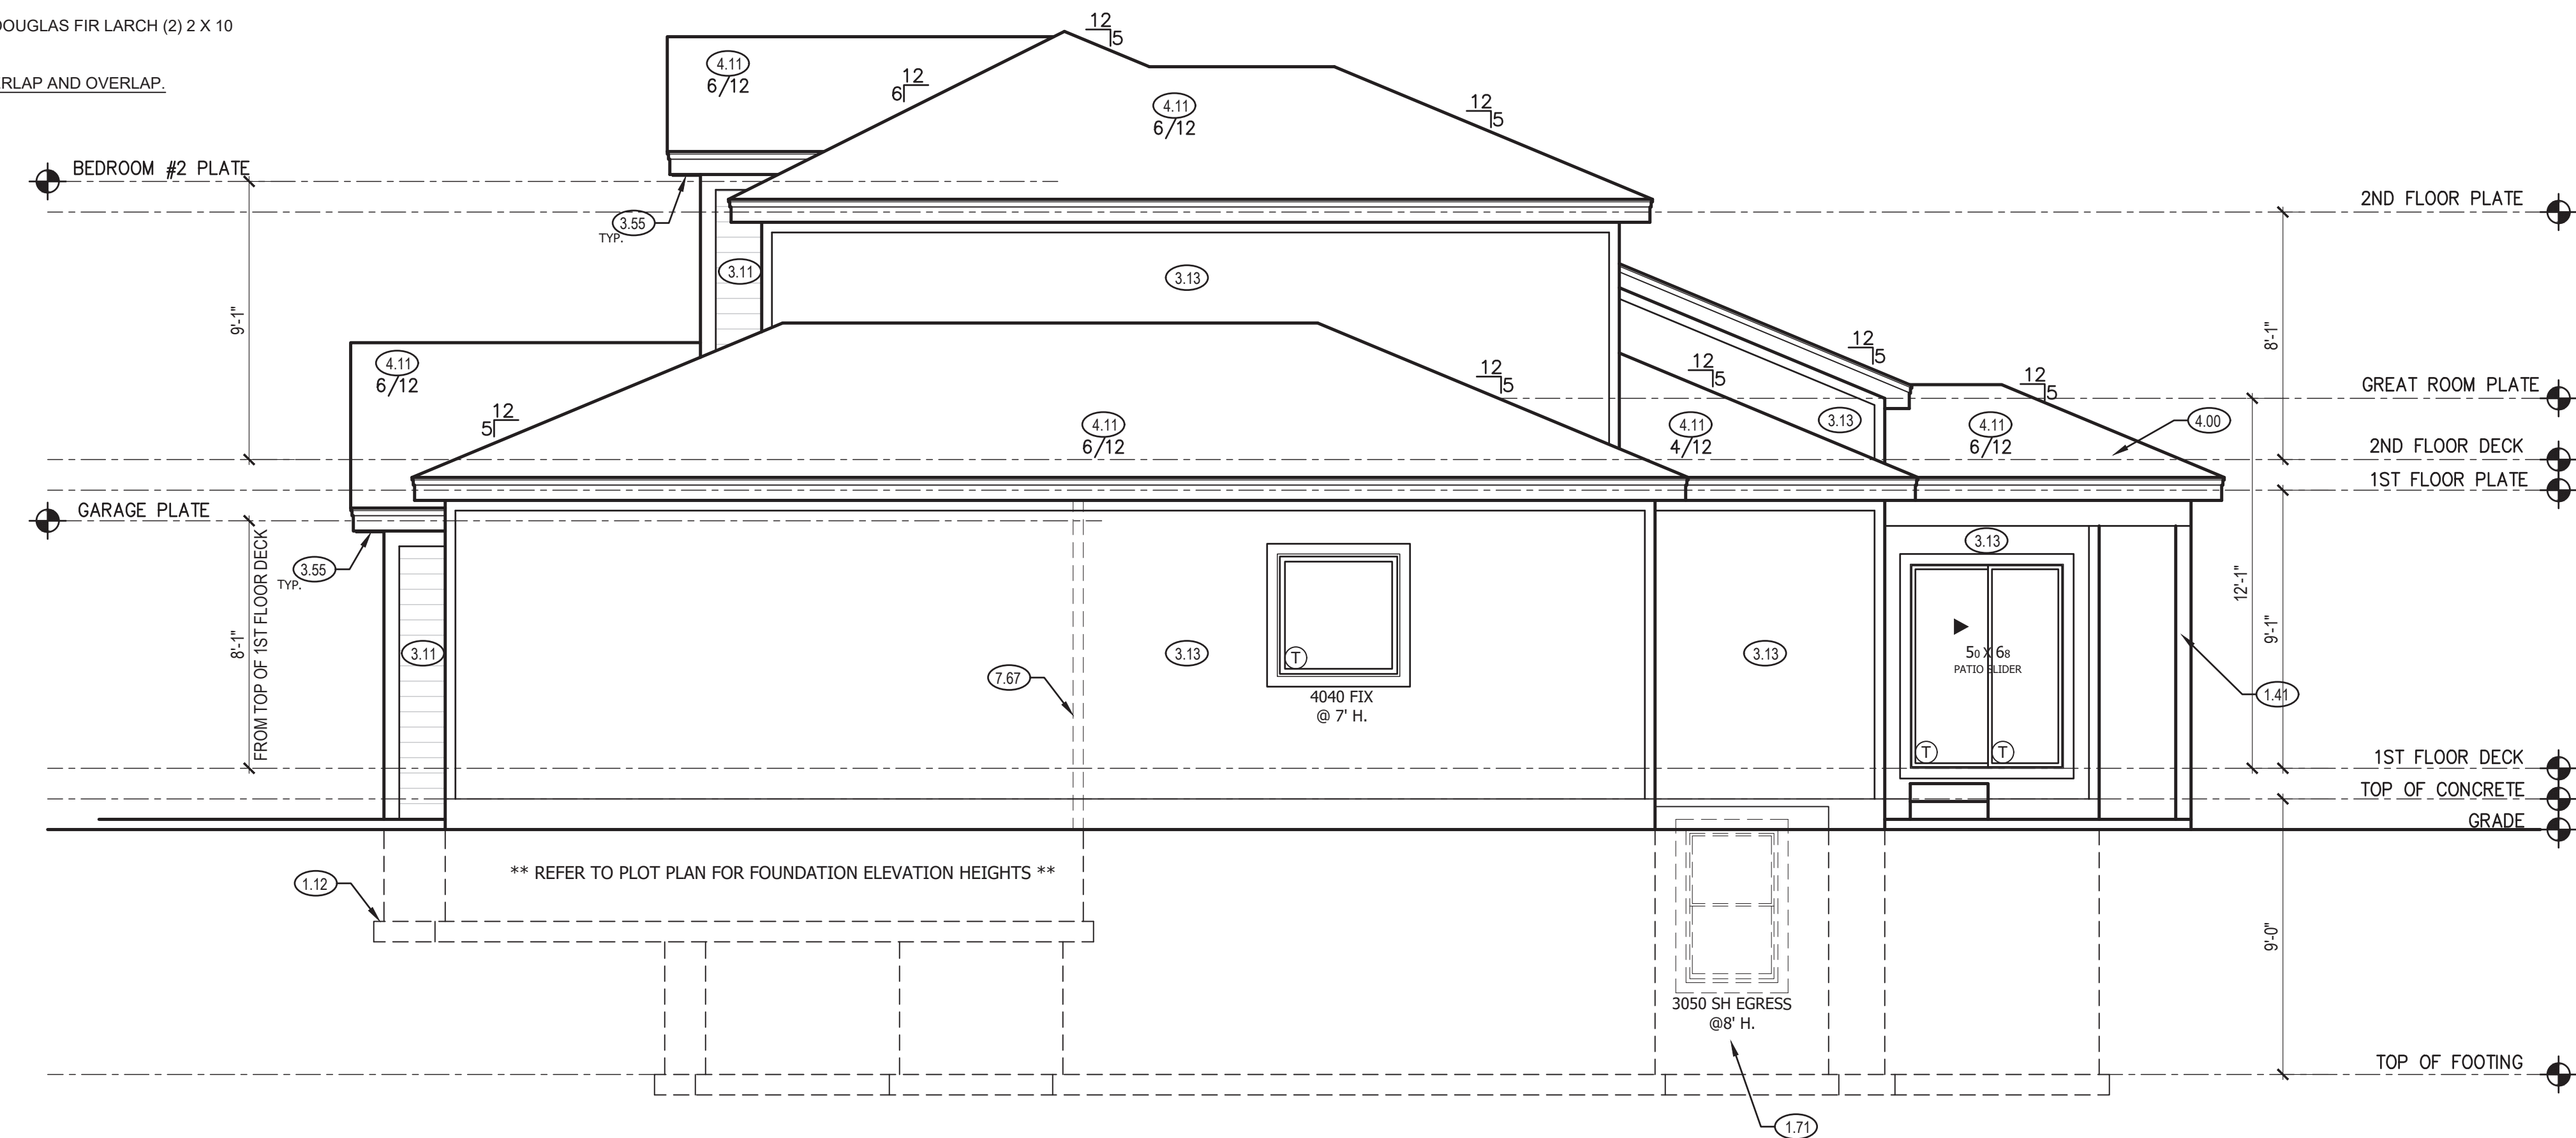 DOUGLAS FIR LARCH (2) 2 X 10
RLAP AND OVERLAP.
12
5
4.11
6/12
12
6
4.11
6/12
12
5
BEDROOM #2 PLATE
2ND FLOOR PLATE
3.55
TYP.
3.11
3.13
9'-1"
8'-1"
4.11
6/12
12
5
12
5
12
5
12
5
GREAT ROOM PLATE
12
5
4.11
6/12
4.11
4/12
3.13
4.11
6/12
4.00
2ND FLOOR DECK
1ST FLOOR PLATE
GARAGE PLATE
3.55
TYP.
8'-1"
FROM TOP OF 1ST FLOOR DECK
3.11
7.67
3.13
T
4040 FIX
@ 7' H.
3.13
3.13
50 X 68
PATIO SLIDER
T
T
12'-1"
9'-1"
1.41
1ST FLOOR DECK
TOP OF CONCRETE
GRADE
** REFER TO PLOT PLAN FOR FOUNDATION ELEVATION HEIGHTS **
1.12
9'-0"
3050 SH EGRESS
@8' H.
TOP OF FOOTING
1.71